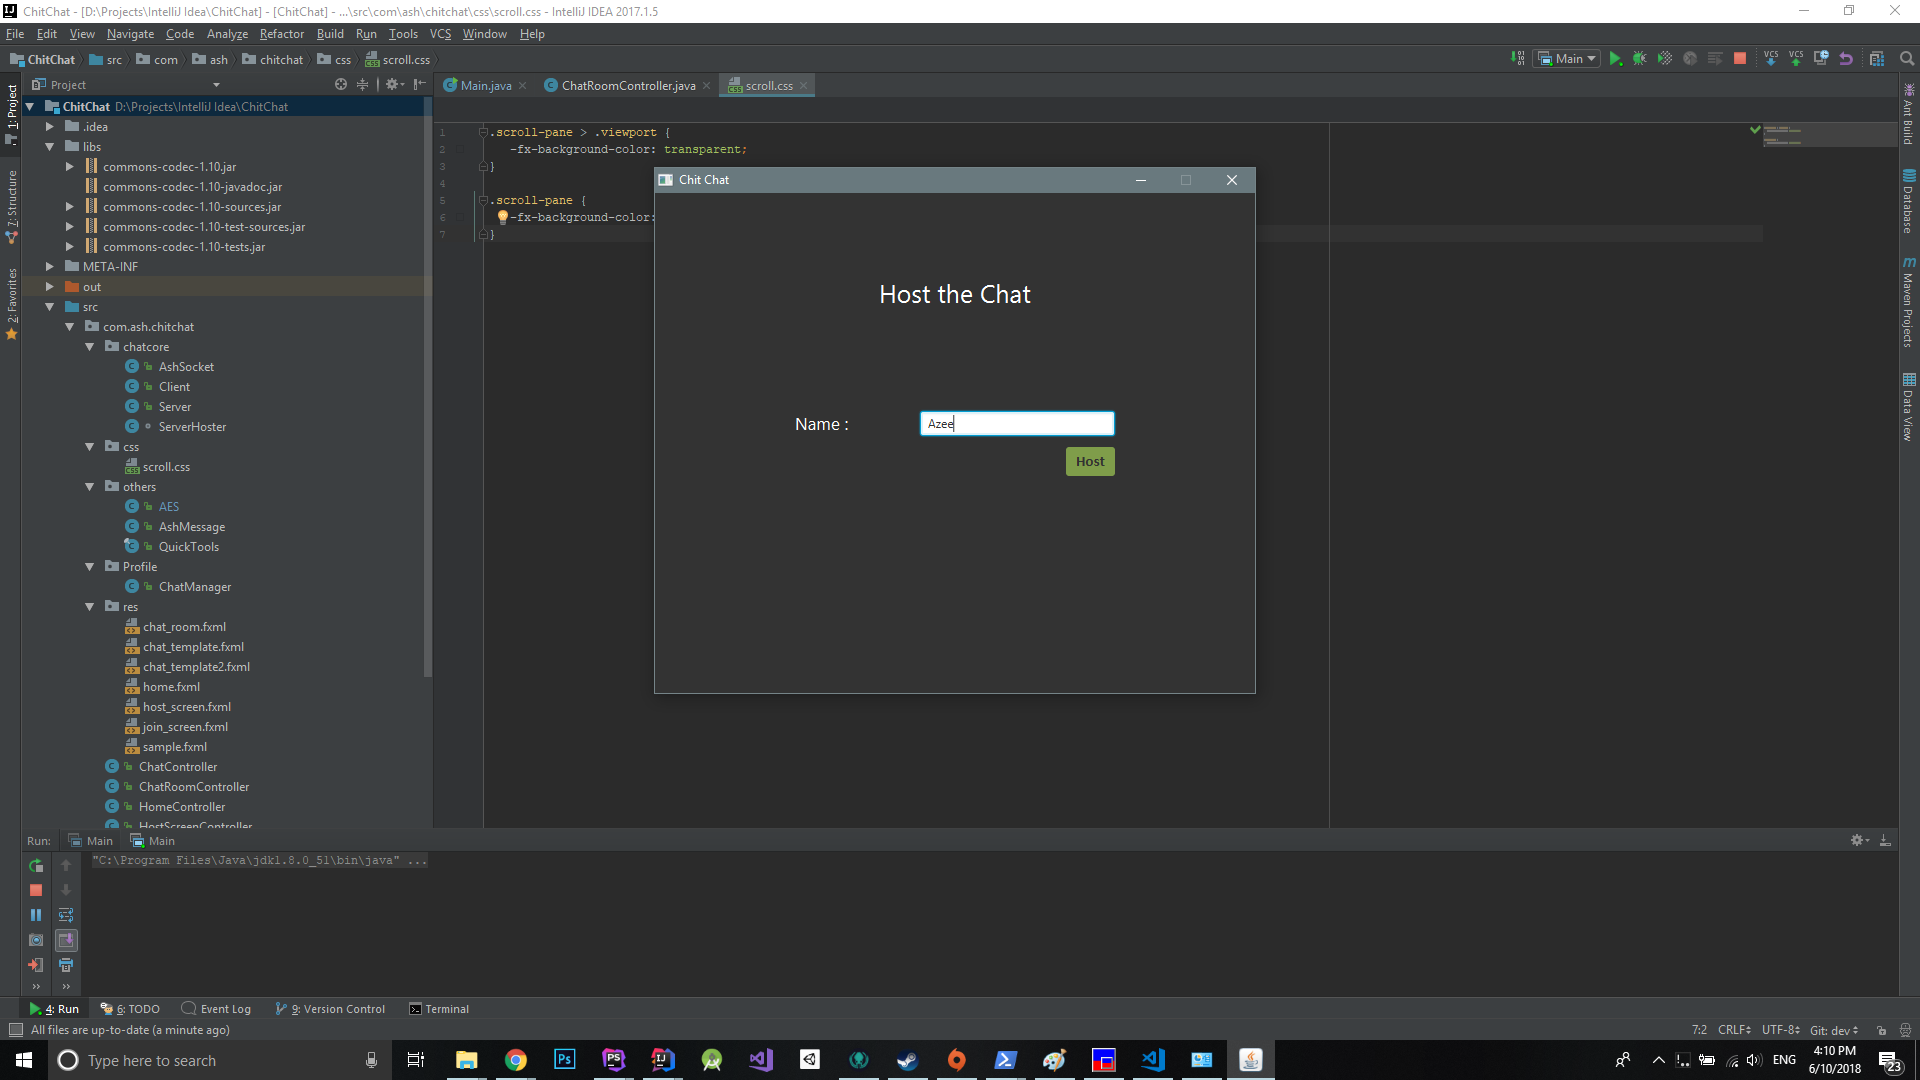 ChitChat - [D:\Projects\IntelliJ Idea\ChitChat] - [ChitChat] - ...\src\com\ash\chitchat\css\scroll.css - IntelliJ IDEA 2017.1.5
File Edit View Navigate Code Analyze Refactor Build Run Tools VCS Window Help
ChitChat src com ash chitchat css scroll.css
Main
VCS VCS
Project
Main.java ChatRoomController.java scroll.css
1: Project
7: Structure
2: Favorites
ChitChat D:\Projects\IntelliJ Idea\ChitChat
.idea
libs
commons-codec-1.10.jar
commons-codec-1.10-javadoc.jar
commons-codec-1.10-sources.jar
commons-codec-1.10-test-sources.jar
commons-codec-1.10-tests.jar
META-INF
out
src
com.ash.chitchat
chatcore
AshSocket
Client
Server
ServerHoster
css
scroll.css
others
AES
AshMessage
QuickTools
Profile
ChatManager
res
chat_room.fxml
chat_template.fxml
chat_template2.fxml
home.fxml
host_screen.fxml
join_screen.fxml
sample.fxml
ChatController
ChatRoomController
HomeController
HostScreenController
1 .scroll-pane > .viewport {
2 -fx-background-color: transparent;
3 }
4
5 .scroll-pane {
6 -fx-background-color:
7 }
Chit Chat
Host the Chat
Name :
Azee
Host
Ant Build
Database
Maven Projects
Data View
Run: Main Main
"C:\Program Files\Java\jdk1.8.0_51\bin\java" ...
4: Run 6: TODO Event Log 9: Version Control Terminal
All files are up-to-date (a minute ago)
7:2 CRLF UTF-8 Git: dev
Type here to search
Ps PS IJ
ENG
4:10 PM
6/10/2018
23